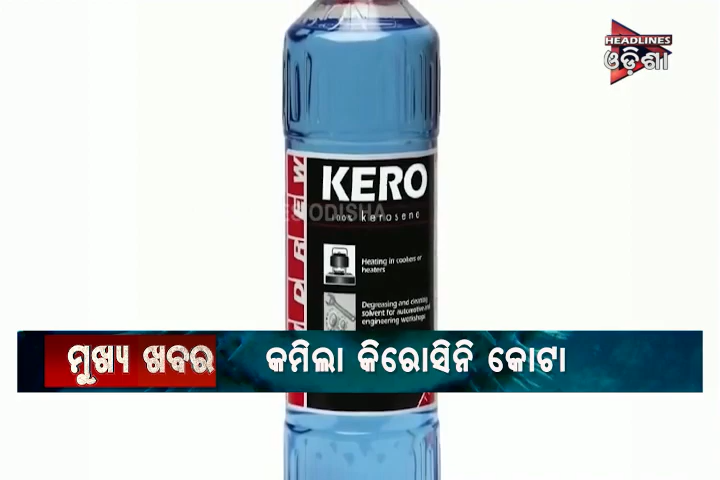 HEADLINES
ଓଡ଼ିଶା
KERO
100% kerosene
Heating in cookers or
heaters
Degreasing and cleaning
solvent for automotive and
engineering workshops
ମୁଖ୍ୟ ଖବର
କମିଲା କିରୋସିନି କୋଟା